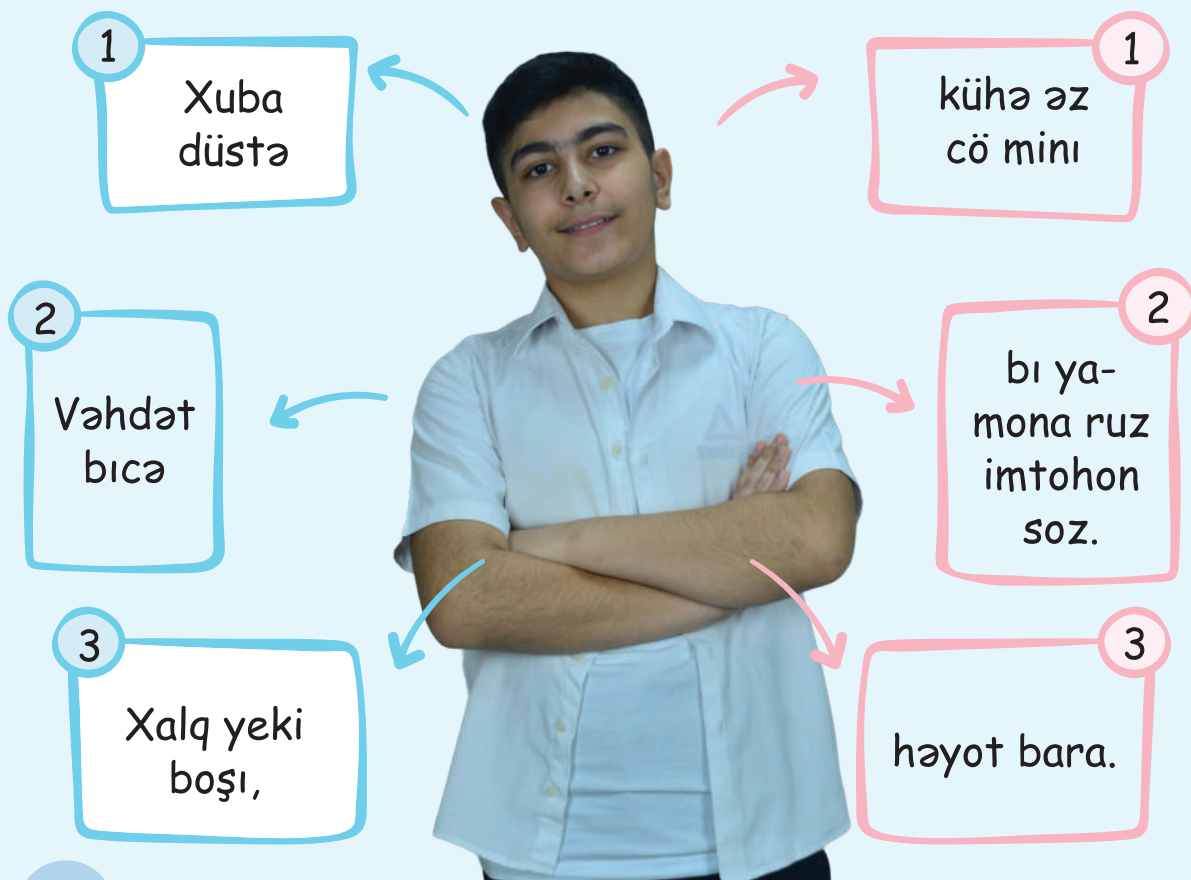 1
Xuba
düstə
1
kühə əz
cö mini
2
Vəhdət
bıcə
2
bı ya-
mona ruz
imtohon
soz.
3
Xalq yeki
boşı,
3
həyot bara.